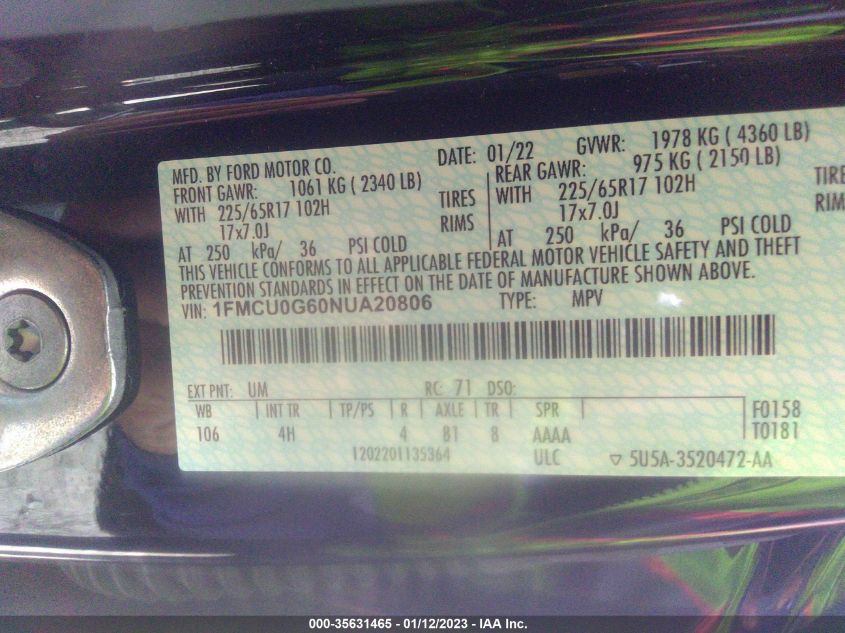 MFD. BY FORD MOTOR CO. DATE: 01/22 GVWR: 1978 KG ( 4360 LB)
FRONT GAWR: 1061 KG ( 2340 LB) REAR GAWR: 975 KG ( 2150 LB)
WITH 225/65R17 102H TIRES WITH 225/65R17 102H TIRE
17x7.0J RIMS 17x7.0J RIM
AT 250 kPa/ 36 PSI COLD AT 250 kPa/ 36 PSI COLD
THIS VEHICLE CONFORMS TO ALL APPLICABLE FEDERAL MOTOR VEHICLE SAFETY AND THEFT
PREVENTION STANDARDS IN EFFECT ON THE DATE OF MANUFACTURE SHOWN ABOVE.
VIN: 1FMCU0G60NUA20806 TYPE: MPV
EXT PNT: UM RC: 71 DSO:
WB INT TR TP/PS R AXLE TR SPR F0158
106 4H 4 B1 8 AAAA T0181
1202201135364 ULC ▽ 5U5A-3520472-AA
000-35631465 - 01/12/2023 - IAA Inc.